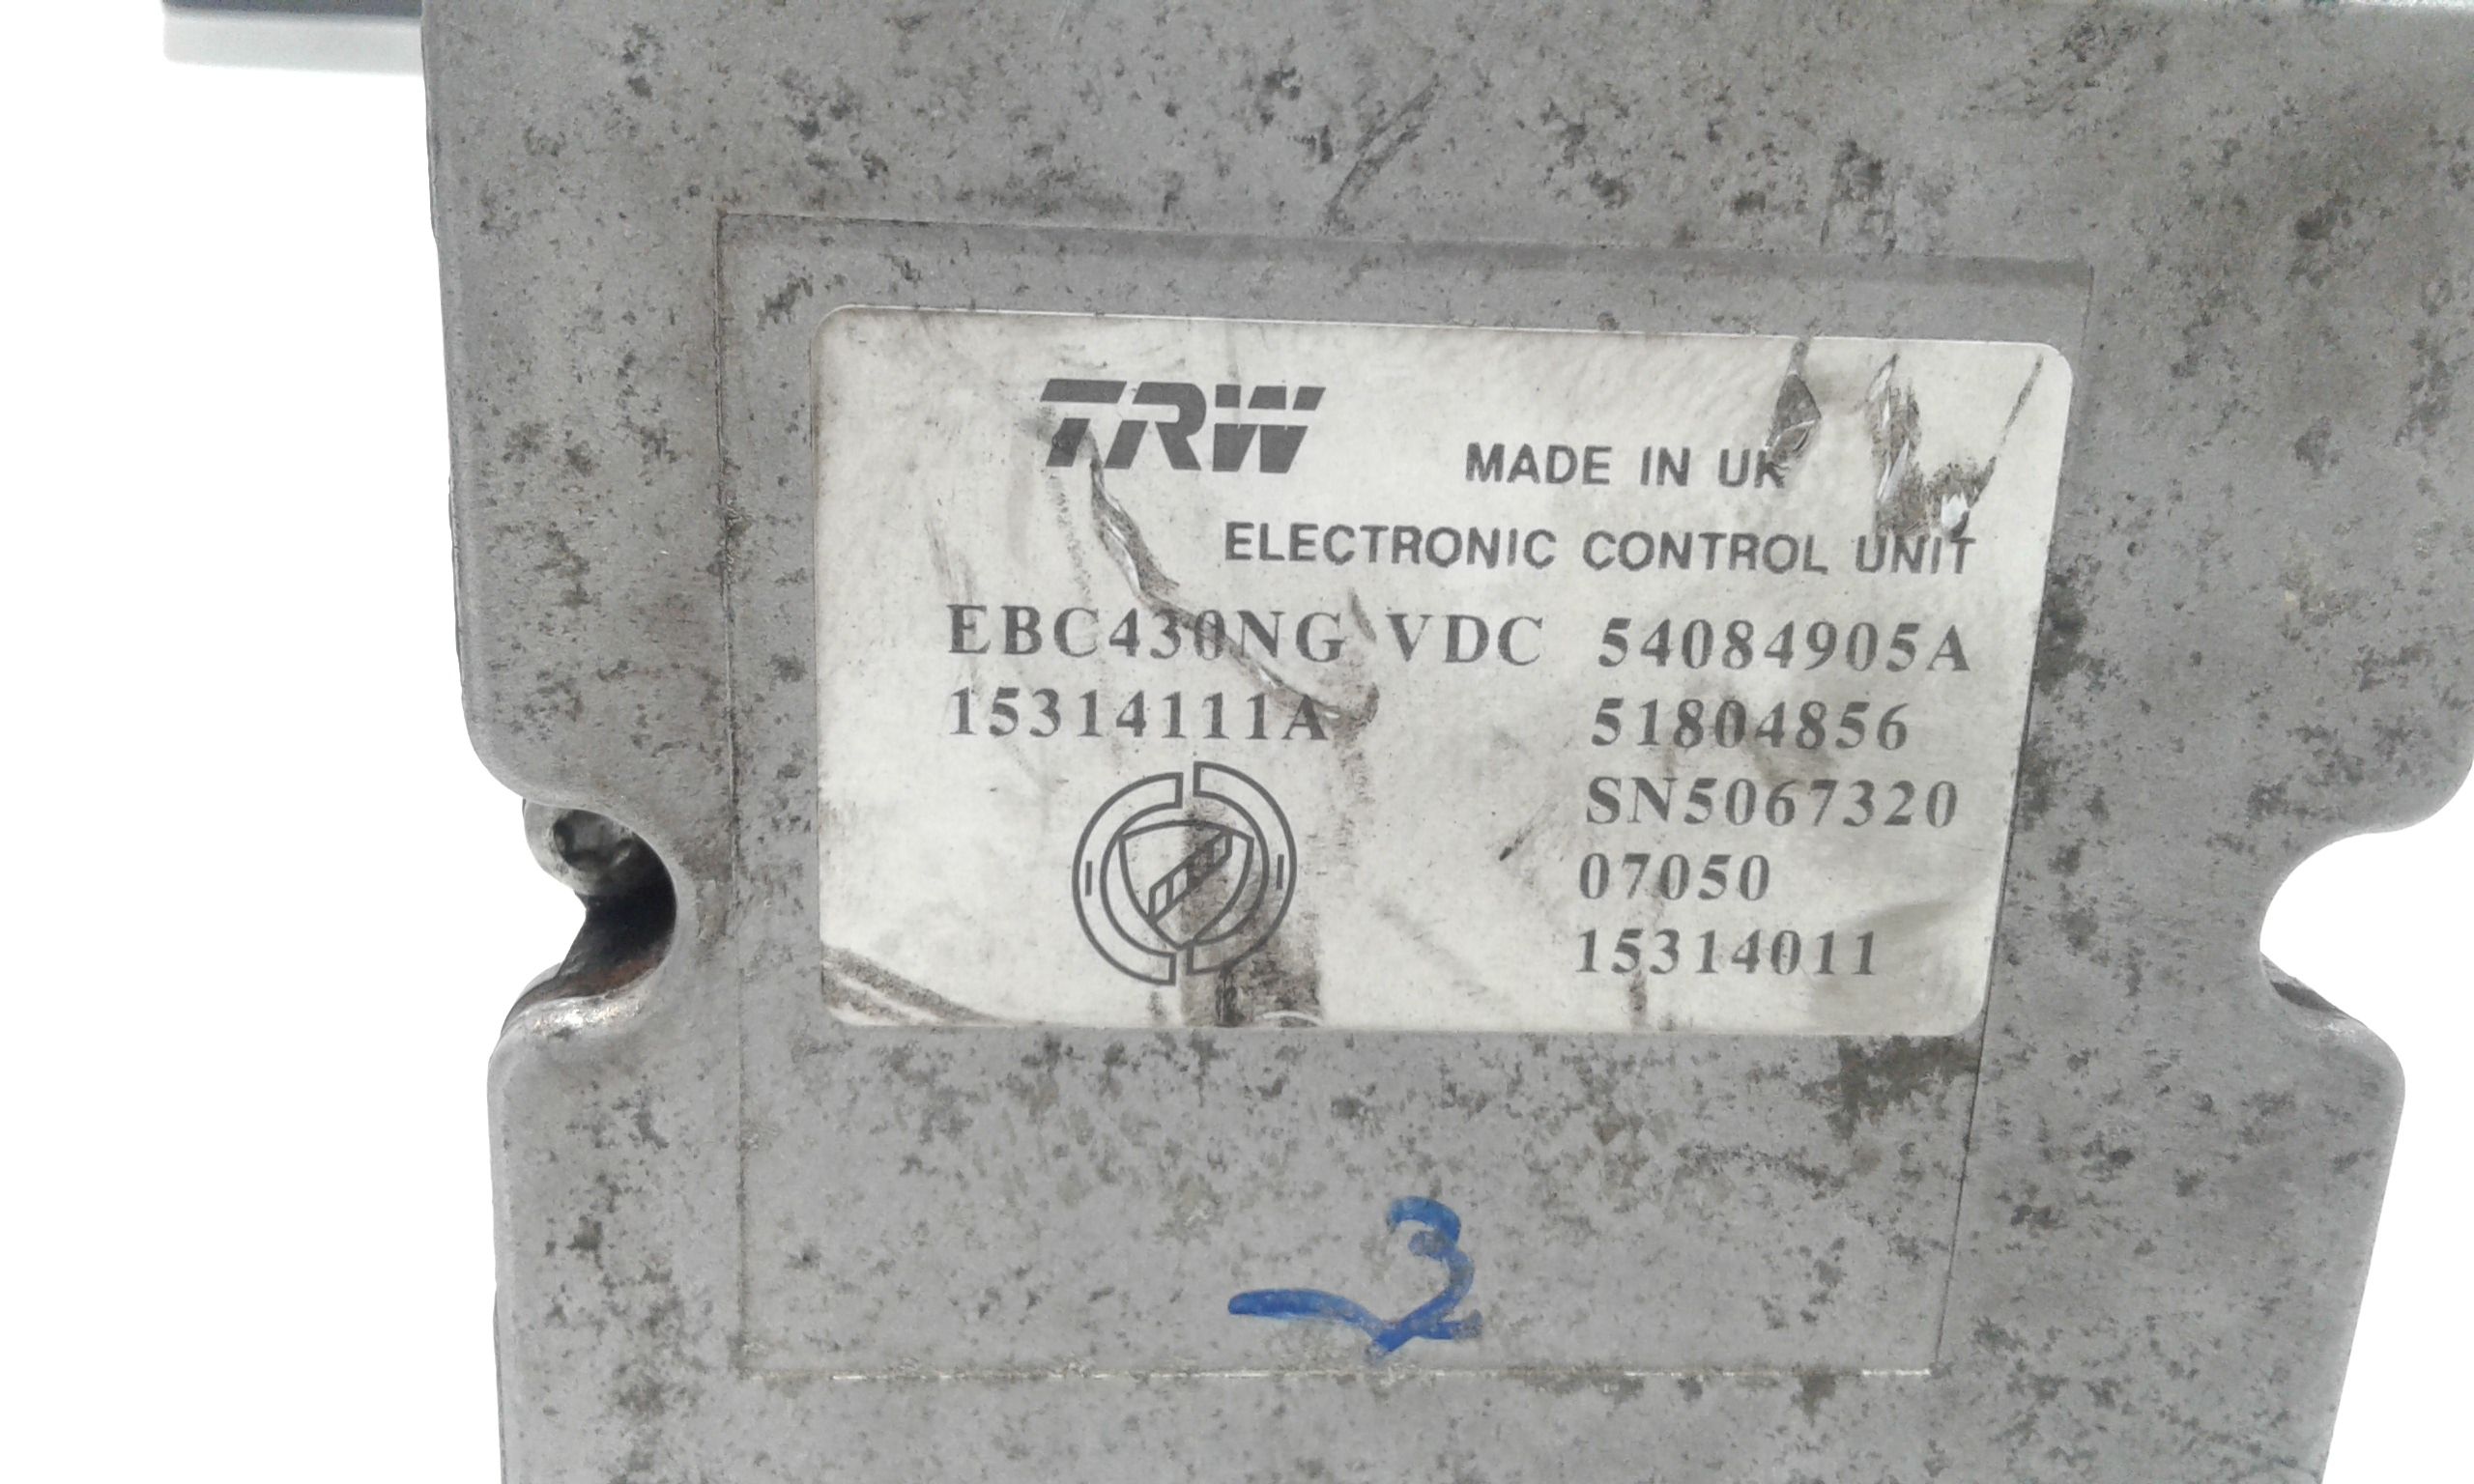 TRW
MADE IN UK
ELECTRONIC CONTROL UNIT
EBC430NG VDC 54084905A
15314111A 51804856
SN5067320
07050
15314011